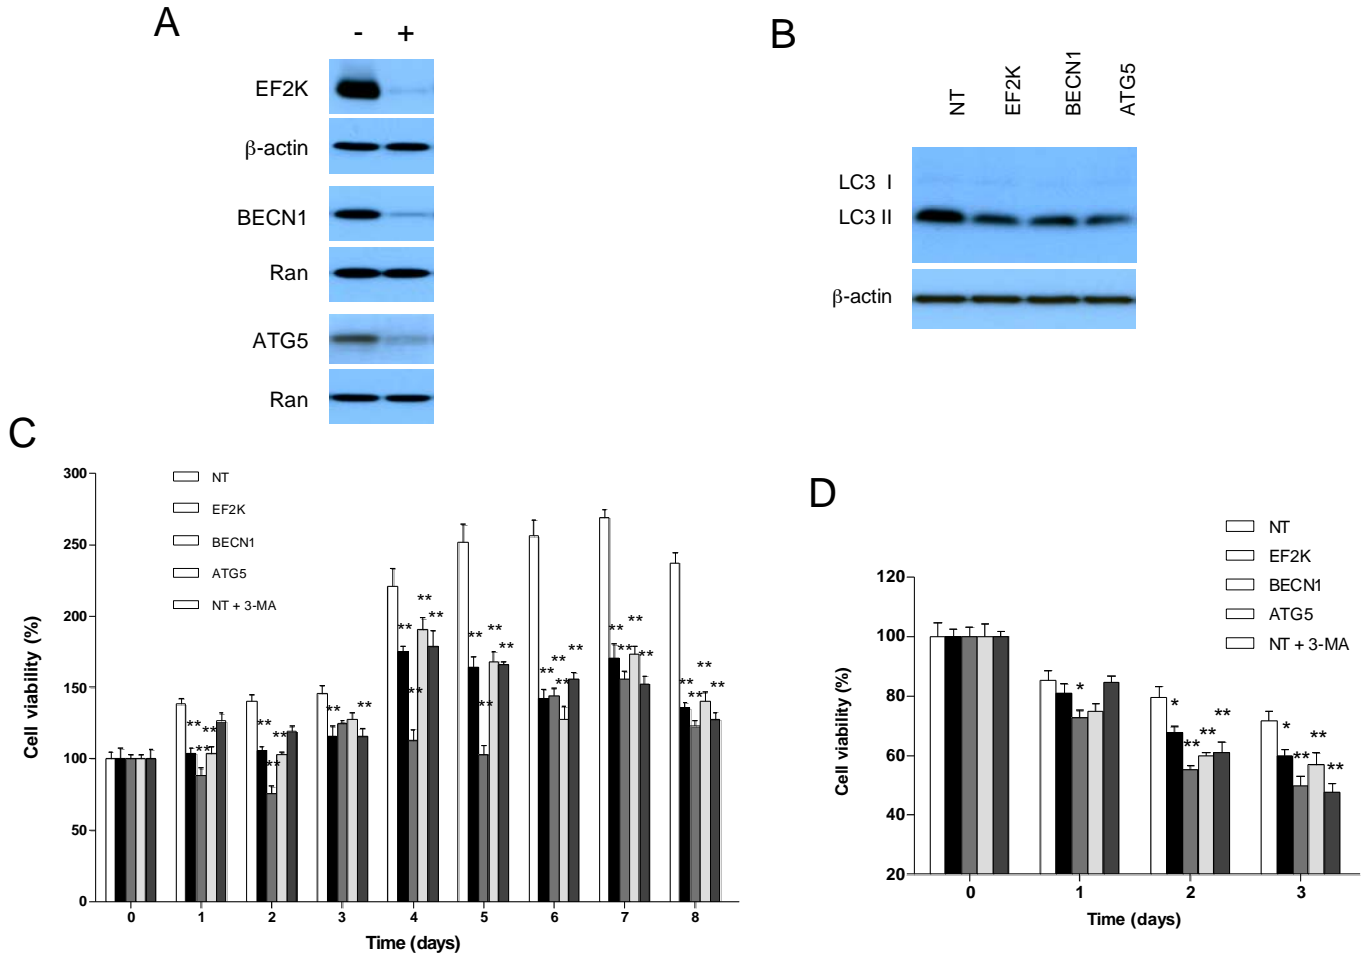 A
- +
EF2K
β-actin
BECN1
Ran
ATG5
Ran
B
NT
EF2K
BECN1
ATG5
LC3 I
LC3 II
β-actin
C
NT
EF2K
BECN1
ATG5
NT + 3-MA
Cell viability (%)
300
250
200
150
100
50
0
** ** **
** ** **
**
** ** ** **
** ** ** **
** ** ** **
** ** ** **
** ** ** **
0 1 2 3 4 5 6 7 8
Time (days)
D
NT
EF2K
BECN1
ATG5
NT + 3-MA
Cell viability (%)
120
100
80
60
40
20
*
* ** ** **
* ** ** **
0 1 2 3
Time (days)